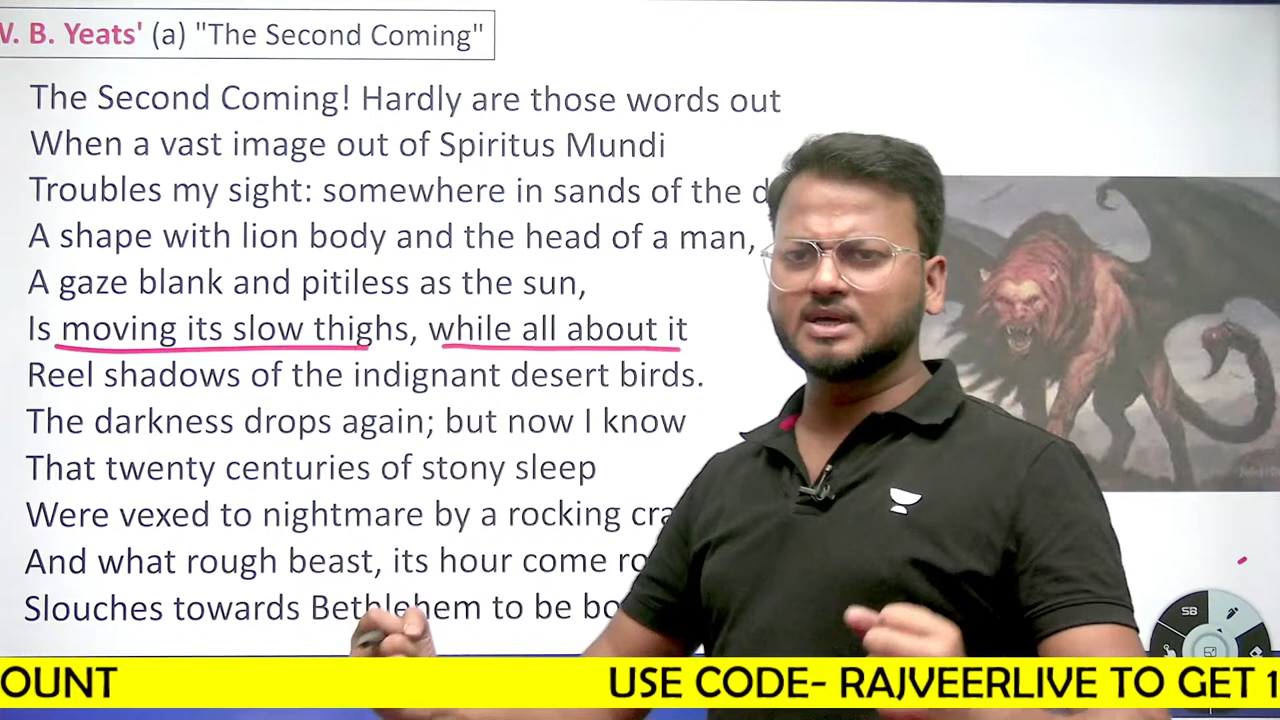 V. B. Yeats' (a) "The Second Coming"
The Second Coming! Hardly are those words out
When a vast image out of Spiritus Mundi
Troubles my sight: somewhere in sands of the d
A shape with lion body and the head of a man,
A gaze blank and pitiless as the sun,
Is moving its slow thighs, while all about it
Reel shadows of the indignant desert birds.
The darkness drops again; but now I know
That twenty centuries of stony sleep
Were vexed to nightmare by a rocking cra
And what rough beast, its hour come ro
Slouches towards Bethlehem to be bo
SB
OUNT USE CODE- RAJVEERLIVE TO GET 1